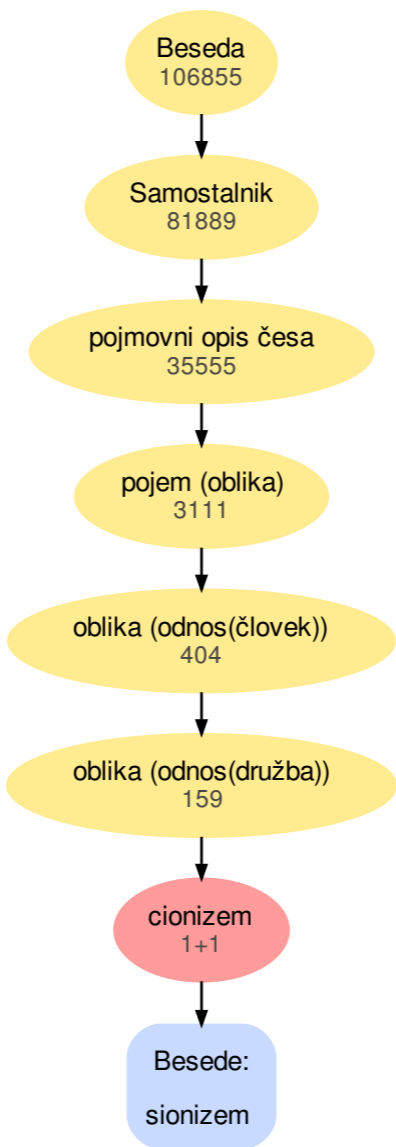 Beseda
106855
Samostalnik
81889
pojmovni opis česa
35555
pojem (oblika)
3111
oblika (odnos(človek))
404
oblika (odnos(družba))
159
cionizem
1+1
Besede:
sionizem